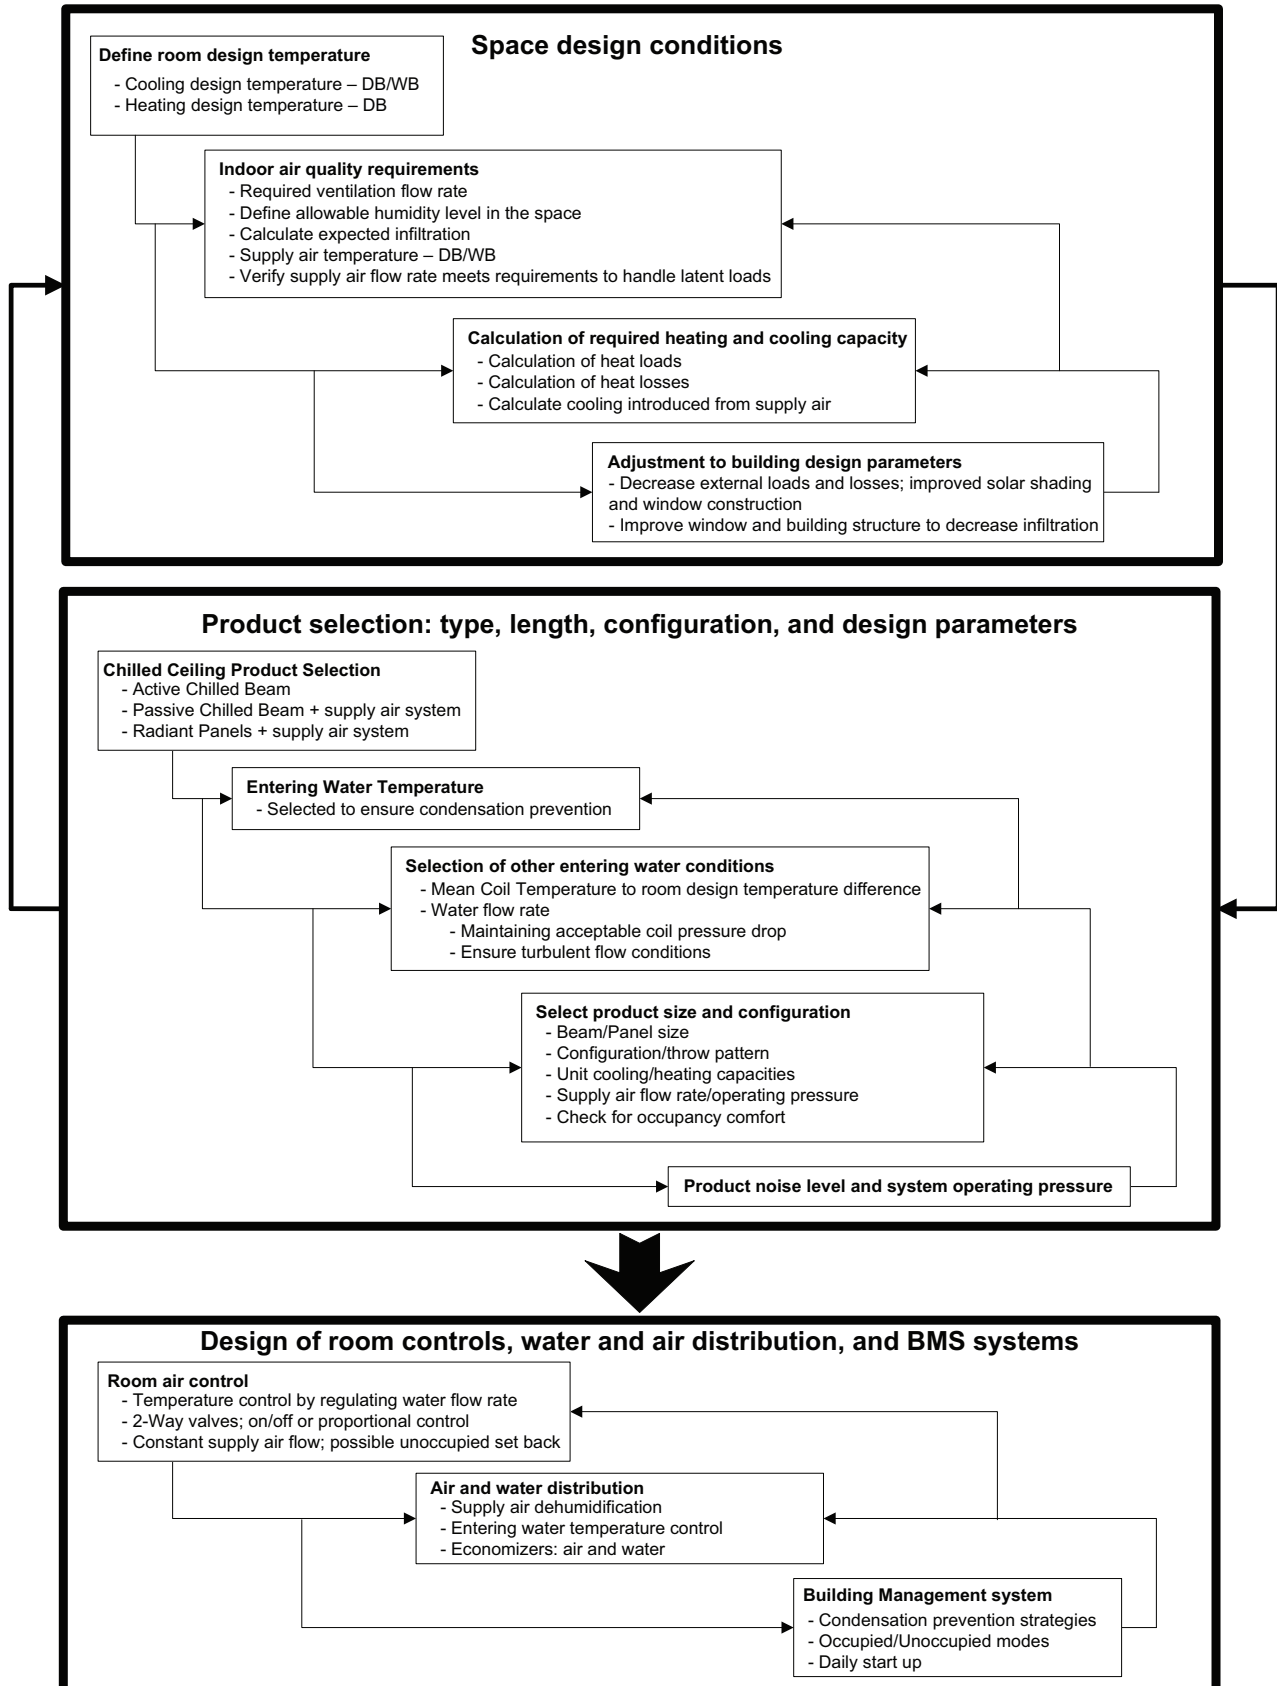 Space design conditions
Define room design temperature
- Cooling design temperature – DB/WB
- Heating design temperature – DB
Indoor air quality requirements
- Required ventilation flow rate
- Define allowable humidity level in the space
- Calculate expected infiltration
- Supply air temperature – DB/WB
- Verify supply air flow rate meets requirements to handle latent loads
Calculation of required heating and cooling capacity
- Calculation of heat loads
- Calculation of heat losses
- Calculate cooling introduced from supply air
Adjustment to building design parameters
- Decrease external loads and losses; improved solar shading
and window construction
- Improve window and building structure to decrease infiltration
Product selection: type, length, configuration, and design parameters
Chilled Ceiling Product Selection
- Active Chilled Beam
- Passive Chilled Beam + supply air system
- Radiant Panels + supply air system
Entering Water Temperature
- Selected to ensure condensation prevention
Selection of other entering water conditions
- Mean Coil Temperature to room design temperature difference
- Water flow rate
- Maintaining acceptable coil pressure drop
- Ensure turbulent flow conditions
Select product size and configuration
- Beam/Panel size
- Configuration/throw pattern
- Unit cooling/heating capacities
- Supply air flow rate/operating pressure
- Check for occupancy comfort
Product noise level and system operating pressure
Design of room controls, water and air distribution, and BMS systems
Room air control
- Temperature control by regulating water flow rate
- 2-Way valves; on/off or proportional control
- Constant supply air flow; possible unoccupied set back
Air and water distribution
- Supply air dehumidification
- Entering water temperature control
- Economizers: air and water
Building Management system
- Condensation prevention strategies
- Occupied/Unoccupied modes
- Daily start up